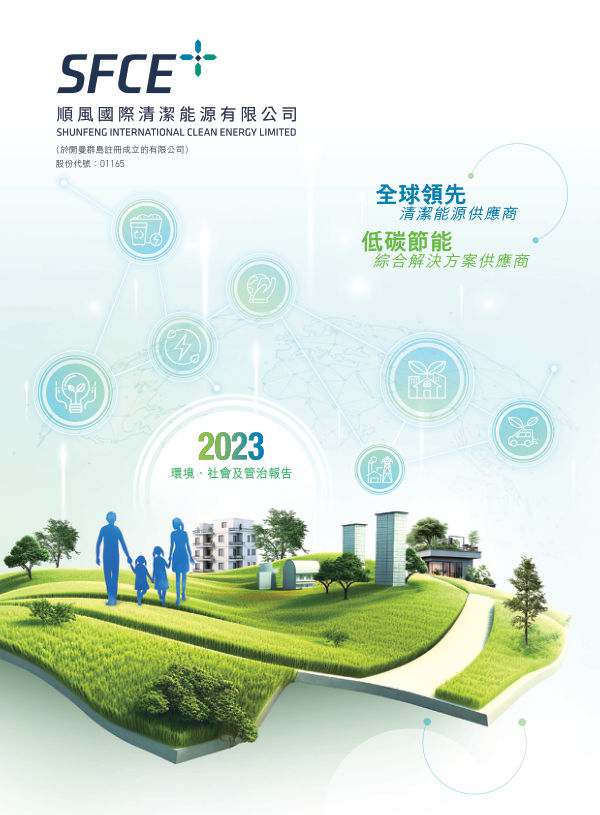 SFCE
順風國際清潔能源有限公司
SHUNFENG INTERNATIONAL CLEAN ENERGY LIMITED
（於開曼群島註冊成立的有限公司）
股份代號：01165
全球領先
清潔能源供應商
低碳節能
綜合解決方案供應商
2023
環境、社會及管治報告